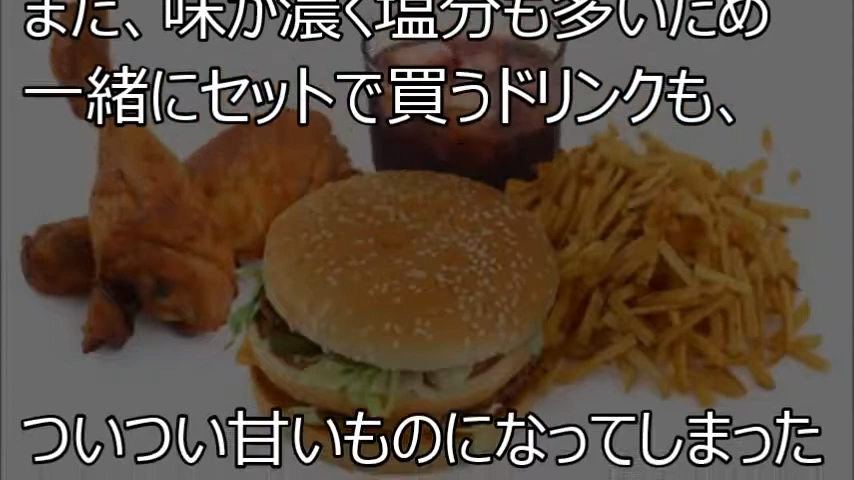 また、味が濃く塩分も多いため
一緒にセットで買うドリンクも、
ついつい甘いものになってしまった